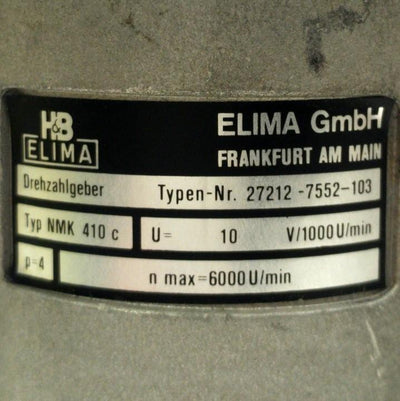 H&B
ELIMA
ELIMA GmbH
FRANKFURT AM MAIN
Drehzahlgeber Typen-Nr. 27212-7552-103
Typ NMK 410 c U= 10 V/1000 U/min
p=4 n max=6000 U/min